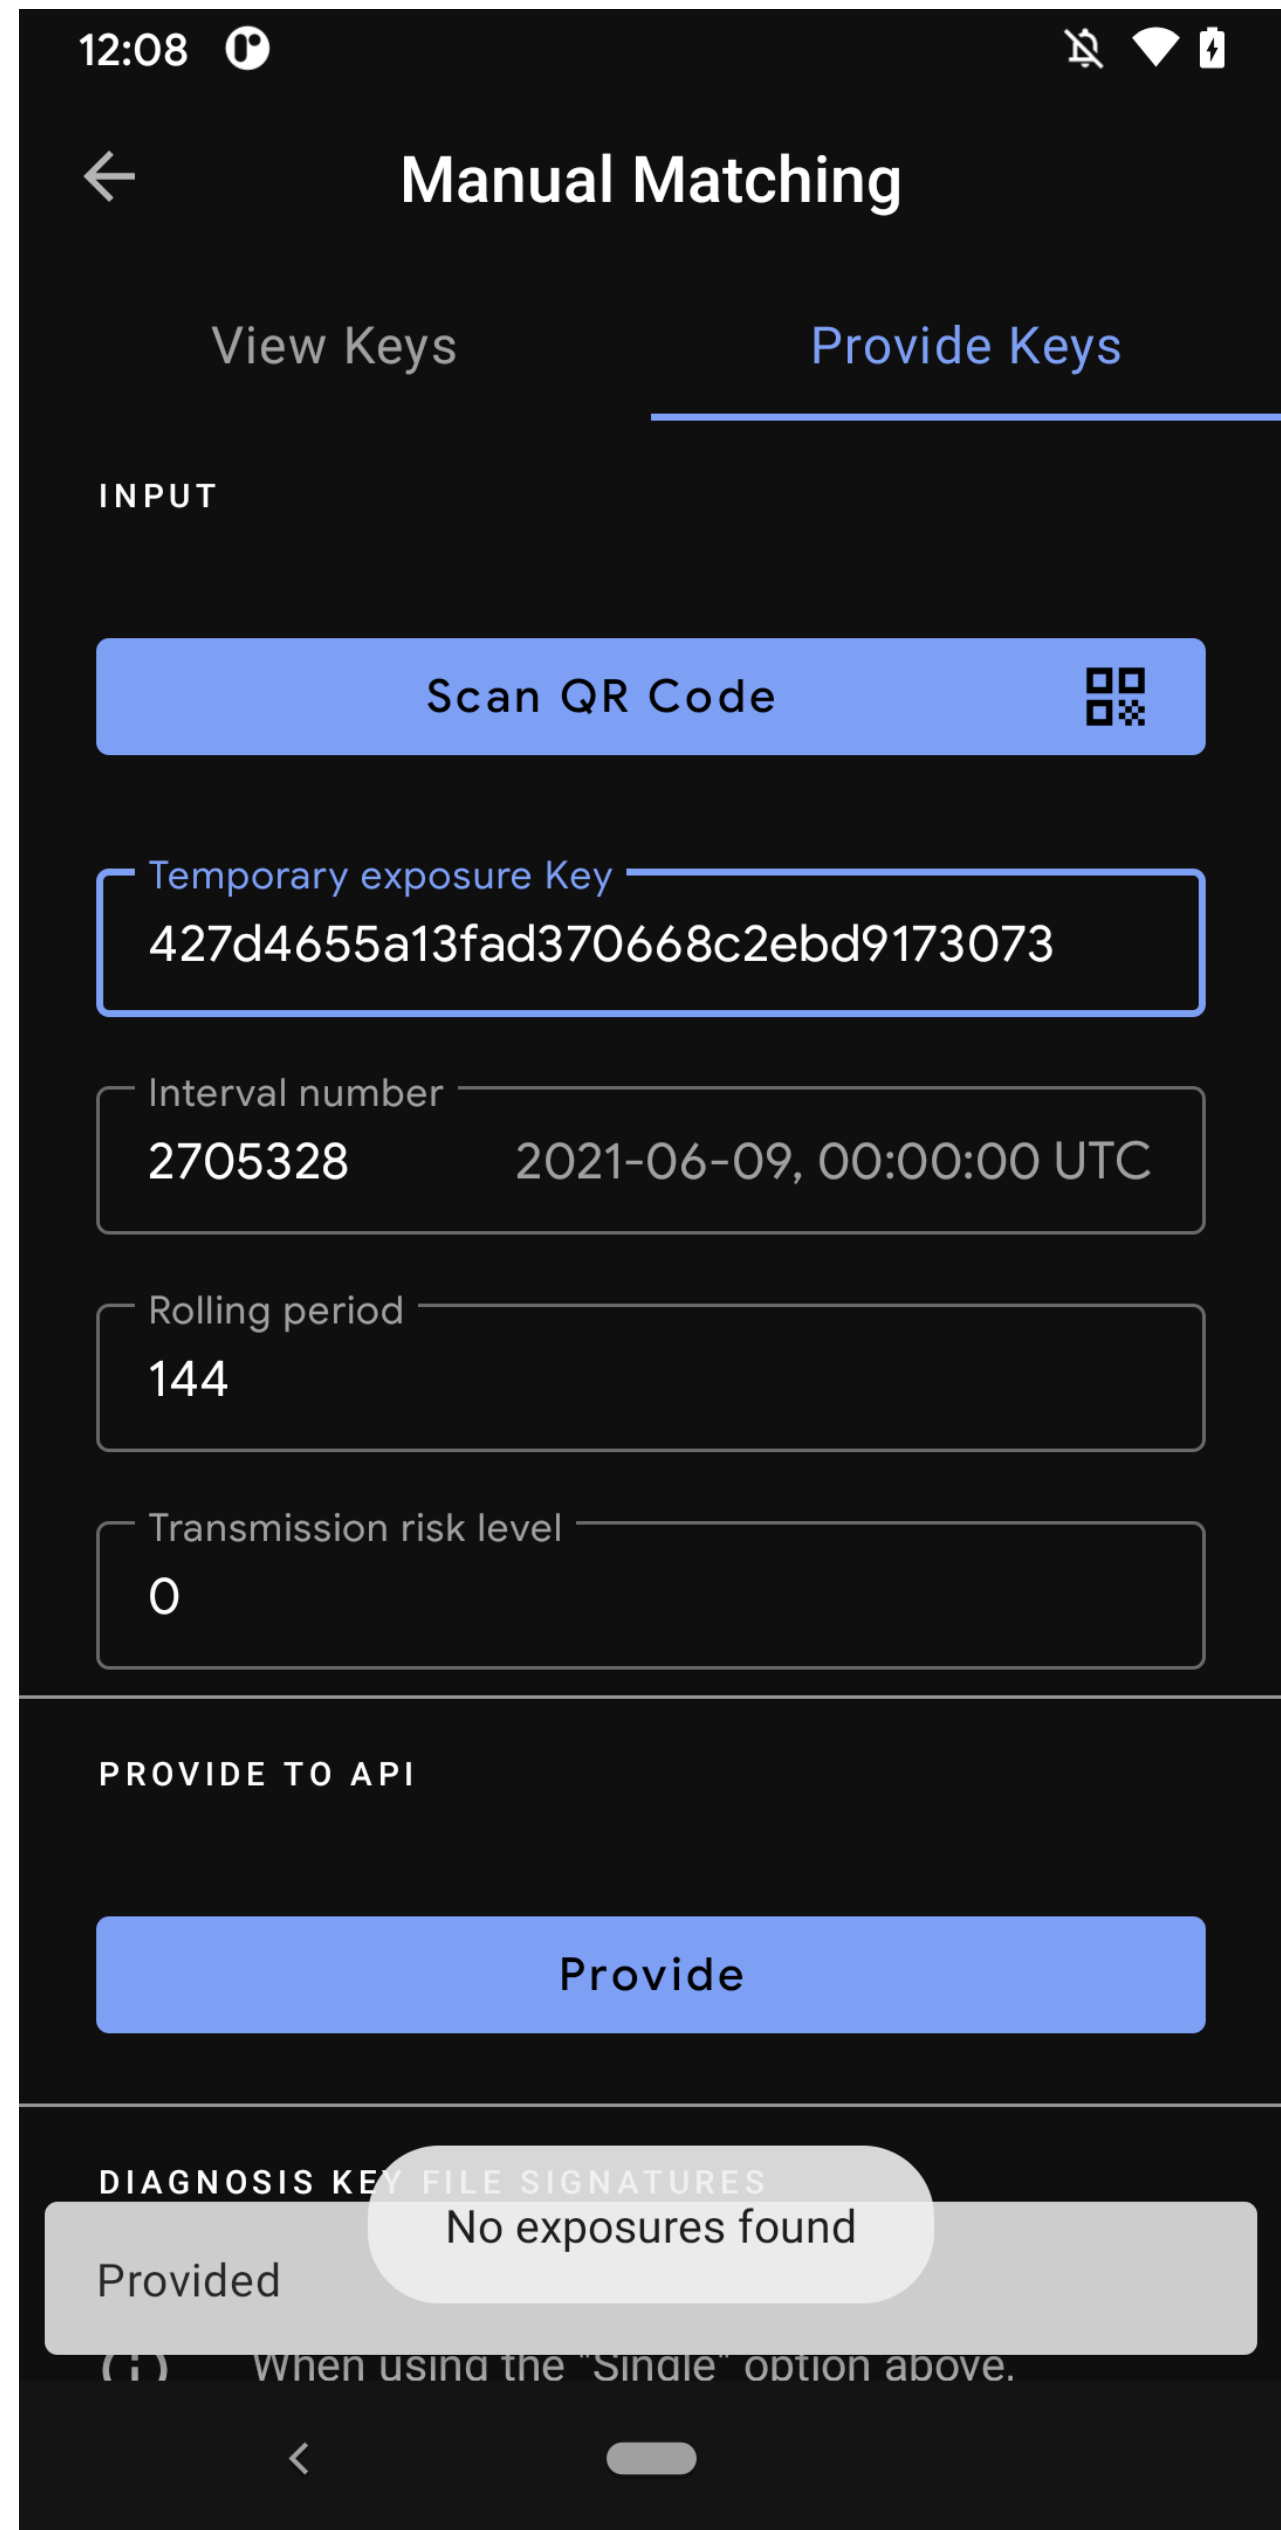 12:08
Manual Matching
View Keys
Provide Keys
INPUT
Scan QR Code
Temporary exposure Key
427d4655a13fad370668c2ebd9173073
Interval number
2705328 2021-06-09, 00:00:00 UTC
Rolling period
144
Transmission risk level
0
PROVIDE TO API
Provide
DIAGNOSIS KEY FILE SIGNATURES
No exposures found
Provided
When using the "Single" option above,